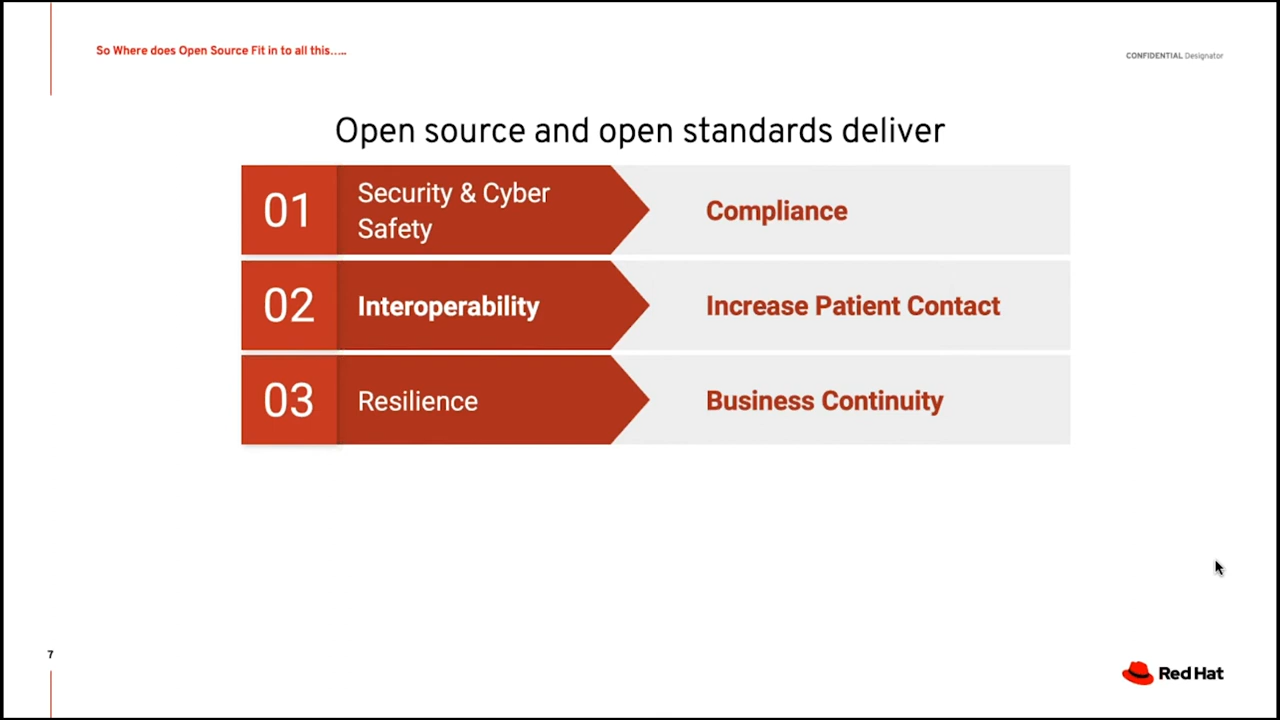 So Where does Open Source Fit in to all this.....
CONFIDENTIAL Designator
Open source and open standards deliver
01
Security & Cyber
Safety
Compliance
02
Interoperability
Increase Patient Contact
03
Resilience
Business Continuity
7
Red Hat